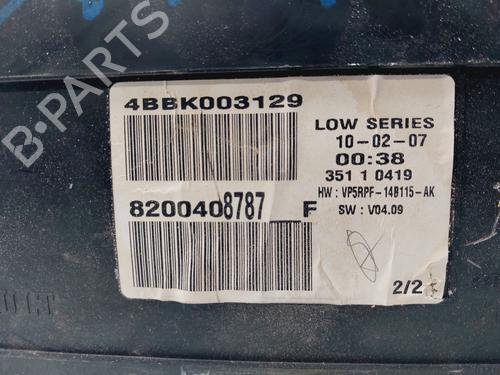 4BBK003129
LOW SERIES
10-02-07
00:38
351 1 0419
HW : VP5RPF-14B115-AK
SW : V04.09
8200408787__F
2/2
B-PARTS